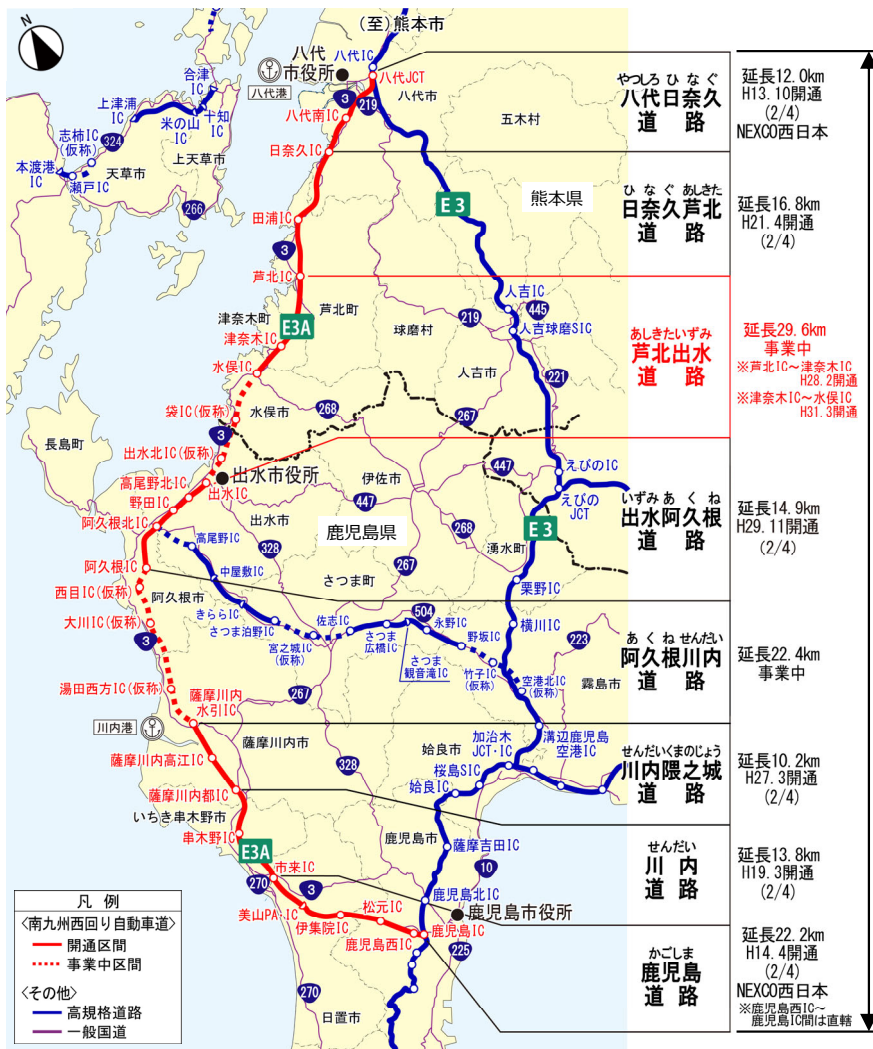 N
(至)熊本市
八代IC
八代
市役所
八代港
八代JCT
3
219
八代市
八代南IC
日奈久IC
五木村
熊本県
E3
田浦IC
3
芦北IC
合津
IC
上津浦
IC
十知
IC
米の山
IC
志柿IC
(仮称)
324
本渡港
IC
瀬戸IC
天草市
上天草市
266
津奈木町
芦北町
E3A
津奈木IC
水俣IC
球磨村
219
人吉IC
445
人吉球磨SIC
人吉市
221
袋IC(仮称)
水俣市
268
267
3
長島町
出水北IC(仮称)
高尾野北IC
出水市役所
出水IC
野田IC
阿久根北IC
伊佐市
447
447
えびのIC
えびの
JCT
出水市
鹿児島県
268
E3
高尾野IC
328
湧水町
阿久根IC
中屋敷IC
さつま町
267
栗野IC
西目IC(仮称)
阿久根市
きららIC
さつま泊野IC
大川IC(仮称)
佐志IC
504
永野IC
横川IC
宮之城IC
(仮称)
さつま
広橋IC
さつま
観音滝IC
野坂IC
223
竹子IC
(仮称)
空港北IC
(仮称)
霧島市
3
湯田西方IC(仮称)
267
薩摩川内
水引IC
川内港
薩摩川内市
加治木
JCT・IC
溝辺鹿児島
空港IC
姶良市
桜島SIC
姶良IC
薩摩川内高江IC
328
薩摩川内都IC
いちき串木野市
串木野IC
鹿児島市
薩摩吉田IC
E3A
市来IC
10
270
3
鹿児島北IC
美山PA・IC
松元IC
鹿児島市役所
伊集院IC
鹿児島IC
鹿児島西IC
225
270
日置市
凡例
<南九州西回り自動車道>
開通区間
事業中区間
<その他>
高規格道路
一般国道
やつしろ ひなぐ
八代日奈久
道路
延長12.0km
H13.10開通
(2/4)
NEXCO西日本
ひなぐ あしきた
日奈久芦北
道路
延長16.8km
H21.4開通
(2/4)
あしきたいずみ
芦北出水
道路
延長29.6km
事業中
※芦北IC~津奈木IC
H28.2開通
※津奈木IC~水俣IC
H31.3開通
いずみ あくね
出水阿久根
道路
延長14.9km
H29.11開通
(2/4)
あくね せんだい
阿久根川内
道路
延長22.4km
事業中
せんだいくまのじょう
川内隈之城
道路
延長10.2km
H27.3開通
(2/4)
せんだい
川内
道路
延長13.8km
H19.3開通
(2/4)
かごしま
鹿児島
道路
延長22.2km
H14.4開通
(2/4)
NEXCO西日本
※鹿児島西IC~
鹿児島IC間は直轄